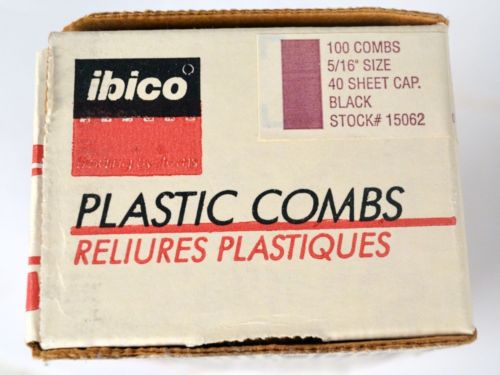 ibico
100 COMBS
5/16" SIZE
40 SHEET CAP.
BLACK
STOCK# 15062
PLASTIC COMBS
RELIURES PLASTIQUES